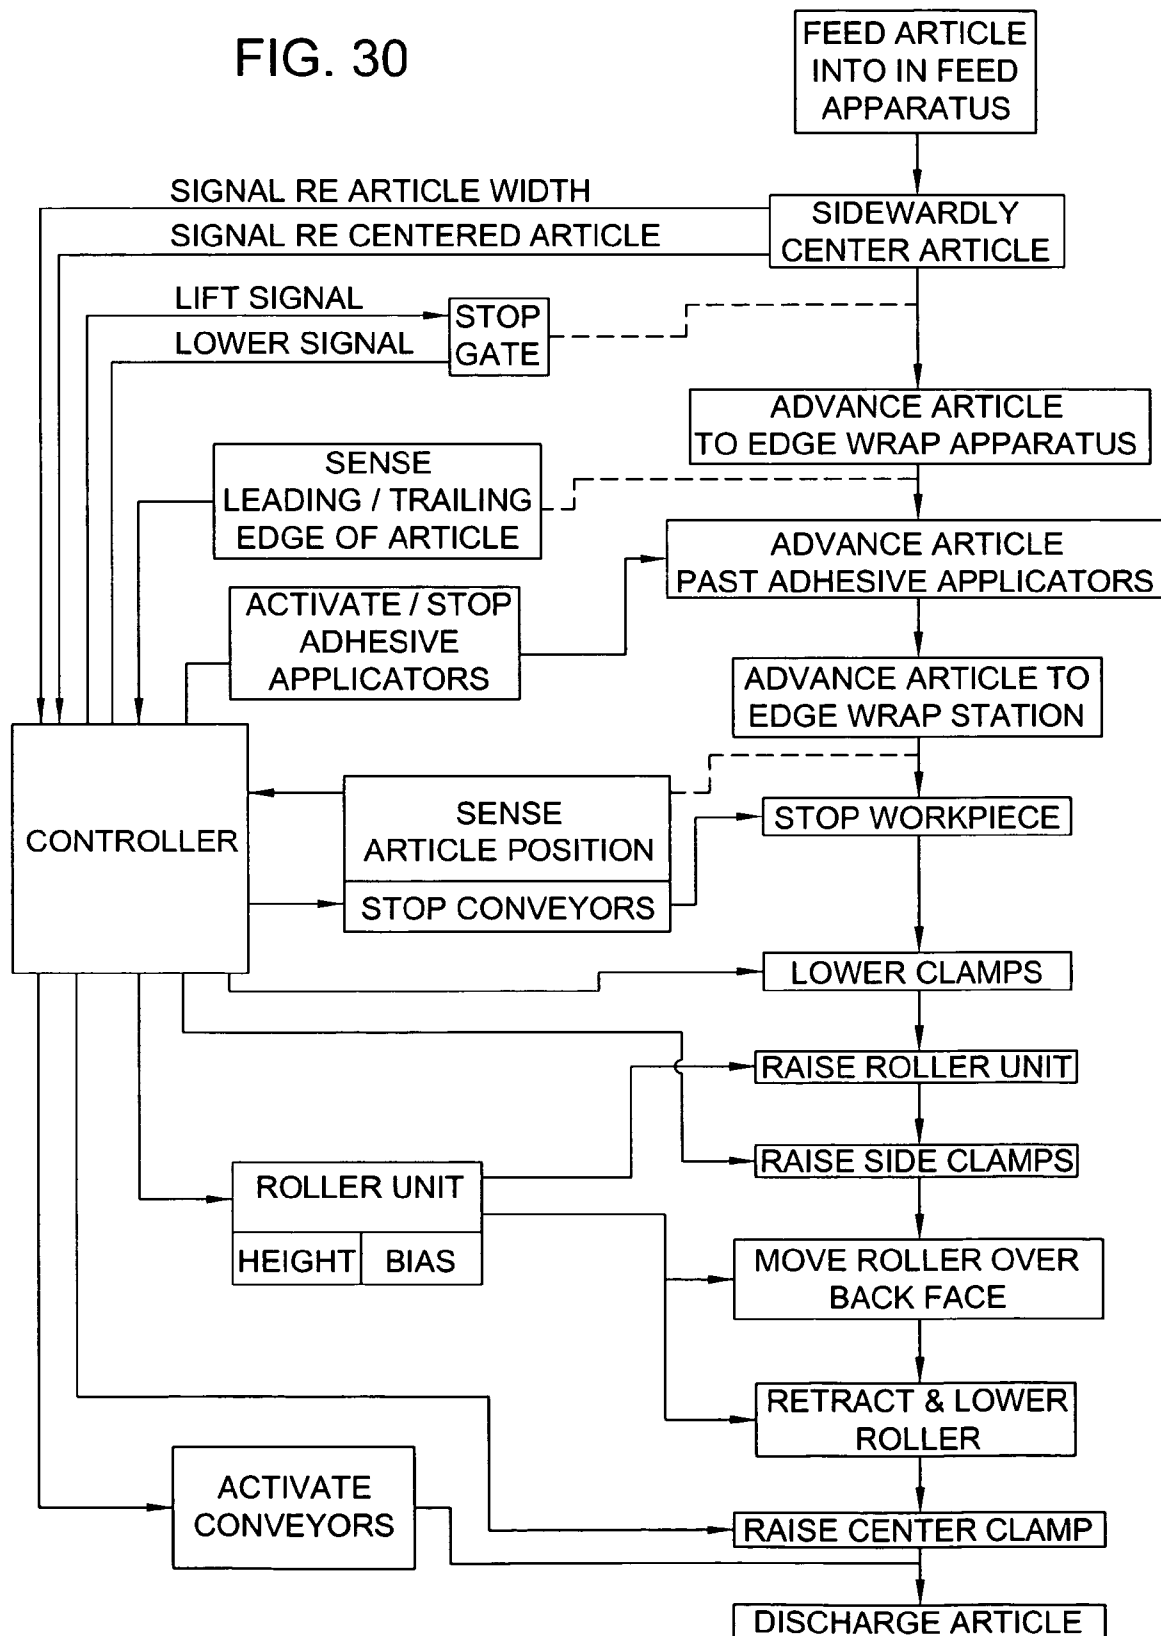 FIG. 30
FEED ARTICLE
INTO IN FEED
APPARATUS
SIGNAL RE ARTICLE WIDTH
SIGNAL RE CENTERED ARTICLE
SIDEWARDLY
CENTER ARTICLE
LIFT SIGNAL
LOWER SIGNAL
STOP
GATE
ADVANCE ARTICLE
TO EDGE WRAP APPARATUS
SENSE
LEADING / TRAILING
EDGE OF ARTICLE
ADVANCE ARTICLE
PAST ADHESIVE APPLICATORS
ACTIVATE / STOP
ADHESIVE
APPLICATORS
ADVANCE ARTICLE TO
EDGE WRAP STATION
CONTROLLER
SENSE
ARTICLE POSITION
STOP CONVEYORS
STOP WORKPIECE
LOWER CLAMPS
RAISE ROLLER UNIT
RAISE SIDE CLAMPS
ROLLER UNIT
HEIGHT
BIAS
MOVE ROLLER OVER
BACK FACE
RETRACT & LOWER
ROLLER
ACTIVATE
CONVEYORS
RAISE CENTER CLAMP
DISCHARGE ARTICLE